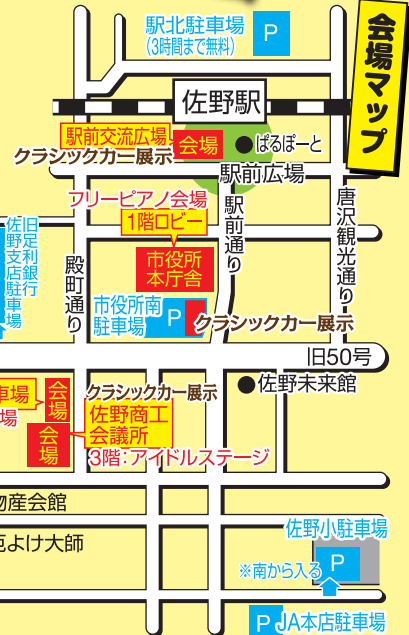 会場マップ
駅北駐車場
(3時間まで無料)
P
佐野駅
駅前交流広場
会場
クラシックカー展示
●ぱるぽーと
駅前広場
フリーピアノ会場
1階ロビー
市役所
本庁舎
駅前通り
唐沢観光通り
殿町通り
旧足利銀行
佐野支店駐車場
市役所南
駐車場
P
クラシックカー展示
旧50号
●佐野未来館
車場
場
会場
会場
クラシックカー展示
佐野商工
会議所
3階:アイドルステージ
物産会館
厄よけ大師
佐野小駐車場
P
※南から入る
P
JA本店駐車場